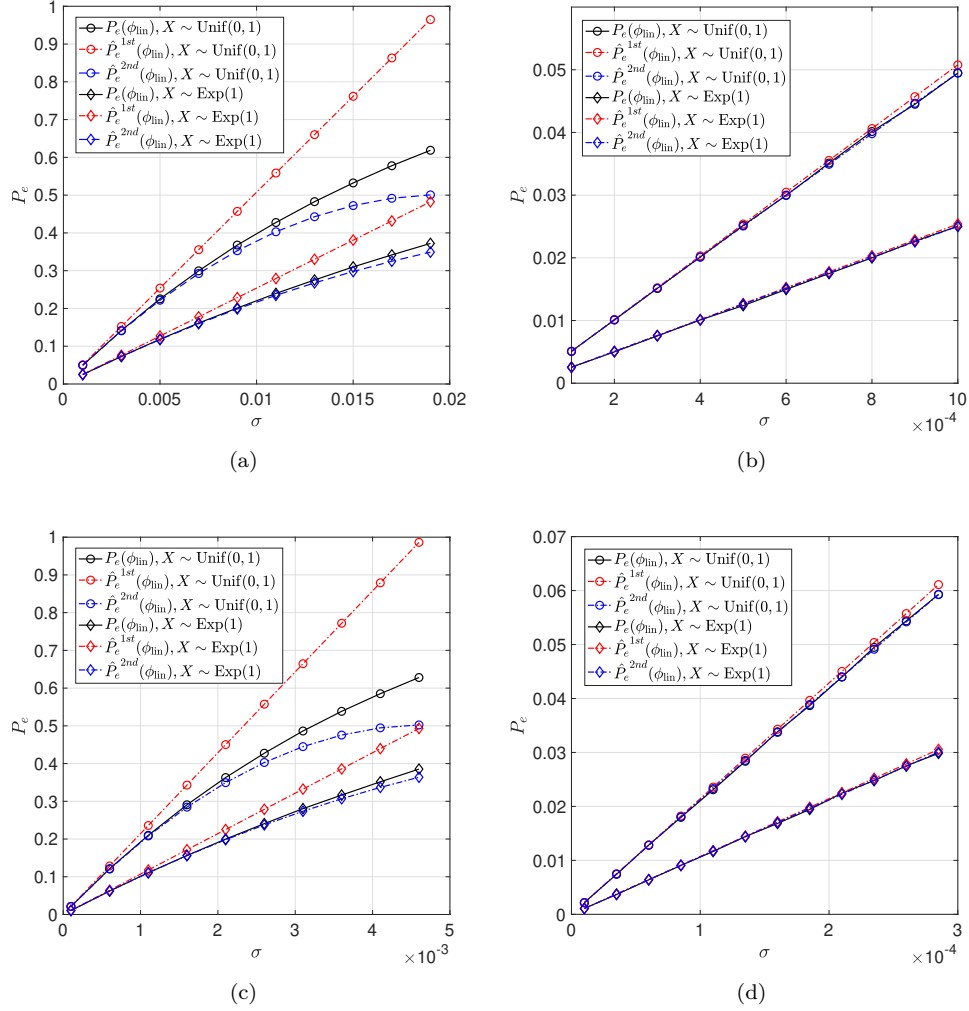 1
0.9
0.8
0.7
0.6
0.5
0.4
0.3
0.2
0.1
0
P_e
P_e(ϕ_lin), X ∼ Unif(0, 1)
P̂_e^{1st}(ϕ_lin), X ∼ Unif(0, 1)
P̂_e^{2nd}(ϕ_lin), X ∼ Unif(0, 1)
P_e(ϕ_lin), X ∼ Exp(1)
P̂_e^{1st}(ϕ_lin), X ∼ Exp(1)
P̂_e^{2nd}(ϕ_lin), X ∼ Exp(1)
0 0.005 0.01 0.015 0.02
σ
(a)
0.05
0.04
0.03
0.02
0.01
0
P_e
P_e(ϕ_lin), X ∼ Unif(0, 1)
P̂_e^{1st}(ϕ_lin), X ∼ Unif(0, 1)
P̂_e^{2nd}(ϕ_lin), X ∼ Unif(0, 1)
P_e(ϕ_lin), X ∼ Exp(1)
P̂_e^{1st}(ϕ_lin), X ∼ Exp(1)
P̂_e^{2nd}(ϕ_lin), X ∼ Exp(1)
2 4 6 8 10
σ ×10^{-4}
(b)
1
0.9
0.8
0.7
0.6
0.5
0.4
0.3
0.2
0.1
0
P_e
P_e(ϕ_lin), X ∼ Unif(0, 1)
P̂_e^{1st}(ϕ_lin), X ∼ Unif(0, 1)
P̂_e^{2nd}(ϕ_lin), X ∼ Unif(0, 1)
P_e(ϕ_lin), X ∼ Exp(1)
P̂_e^{1st}(ϕ_lin), X ∼ Exp(1)
P̂_e^{2nd}(ϕ_lin), X ∼ Exp(1)
0 1 2 3 4 5
σ ×10^{-3}
(c)
0.07
0.06
0.05
0.04
0.03
0.02
0.01
0
P_e
P_e(ϕ_lin), X ∼ Unif(0, 1)
P̂_e^{1st}(ϕ_lin), X ∼ Unif(0, 1)
P̂_e^{2nd}(ϕ_lin), X ∼ Unif(0, 1)
P_e(ϕ_lin), X ∼ Exp(1)
P̂_e^{1st}(ϕ_lin), X ∼ Exp(1)
P̂_e^{2nd}(ϕ_lin), X ∼ Exp(1)
0 1 2 3
σ ×10^{-4}
(d)